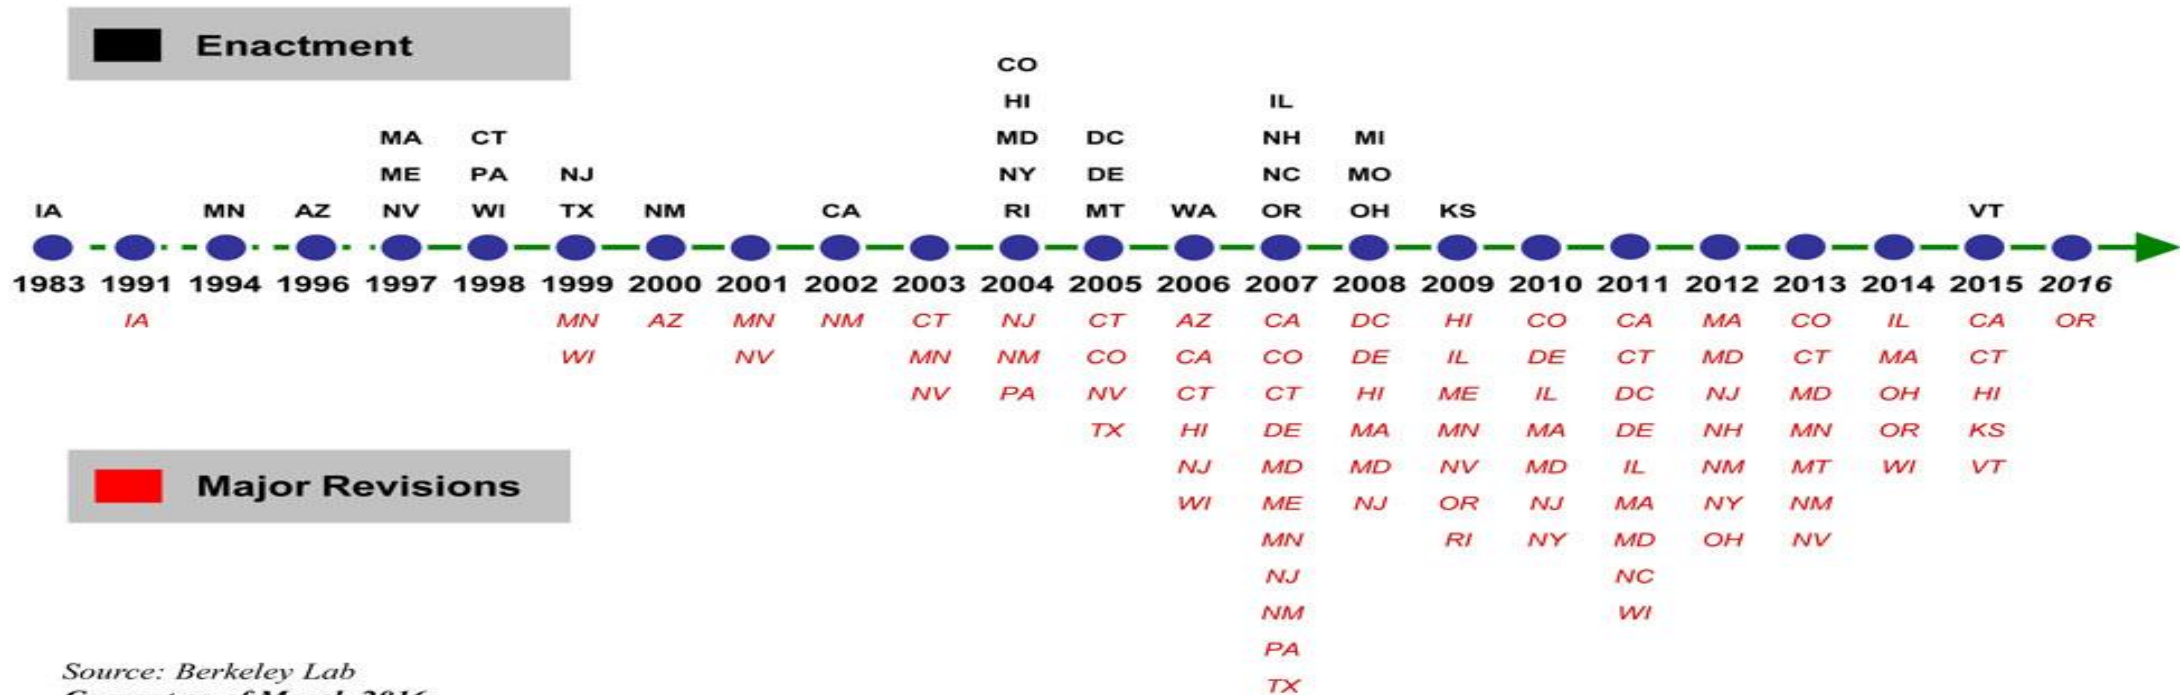 Enactment
CO
HI IL
MA CT MD DC NH MI
ME PA NJ NY DE NC MO
IA MN AZ NV WI TX NM CA RI MT WA OR OH KS VT
1983 1991 1994 1996 1997 1998 1999 2000 2001 2002 2003 2004 2005 2006 2007 2008 2009 2010 2011 2012 2013 2014 2015 2016
IA MN AZ MN NM CT NJ CT AZ CA DC HI CO CA MA CO IL CA OR
WI NV MN NM CO CA CO DE IL DE CT MD CT MA CT
NV PA NV CT CT HI ME IL DC NJ MD OH HI
TX HI DE MA MN MA DE NH MN OR KS
NJ MD MD NV MD IL NM MT WI VT
WI ME NJ OR NJ MA NY NM
MN RI NY MD OH NV
NJ NC
NM WI
PA
TX
Major Revisions
Source: Berkeley Lab